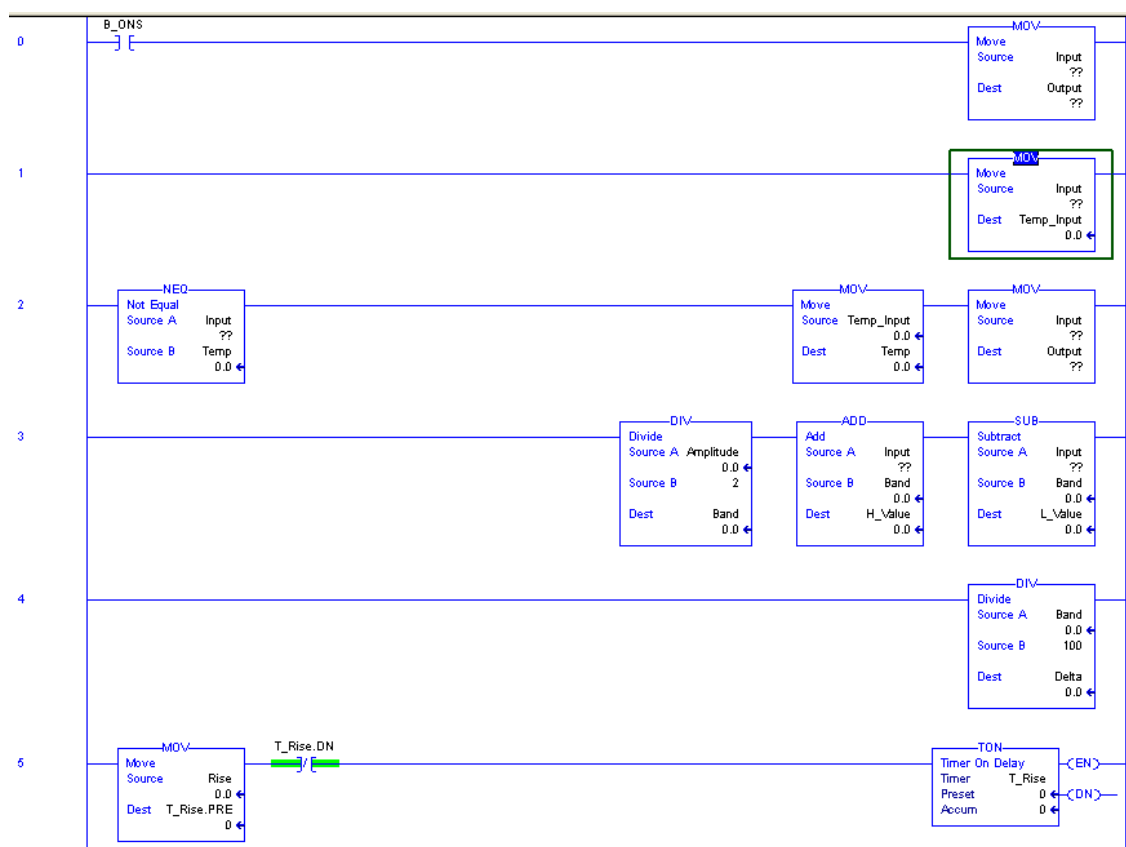 0
B_ONS
MOV
Move
Source Input
??
Dest Output
??
1
MOV
Move
Source Input
??
Dest Temp_Input
0.0
2
NEQ
Not Equal
Source A Input
??
Source B Temp
0.0
MOV
Move
Source Temp_Input
0.0
Dest Temp
0.0
MOV
Move
Source Input
??
Dest Output
??
3
DIV
Divide
Source A Amplitude
0.0
Source B 2
Dest Band
0.0
ADD
Add
Source A Input
??
Source B Band
0.0
Dest H_Value
0.0
SUB
Subtract
Source A Input
??
Source B Band
0.0
Dest L_Value
0.0
4
DIV
Divide
Source A Band
0.0
Source B 100
Dest Delta
0.0
5
MOV
Move
Source Rise
0.0
Dest T_Rise.PRE
0
T_Rise.DN
TON
Timer On Delay
Timer T_Rise
Preset 0
Accum 0
EN
DN